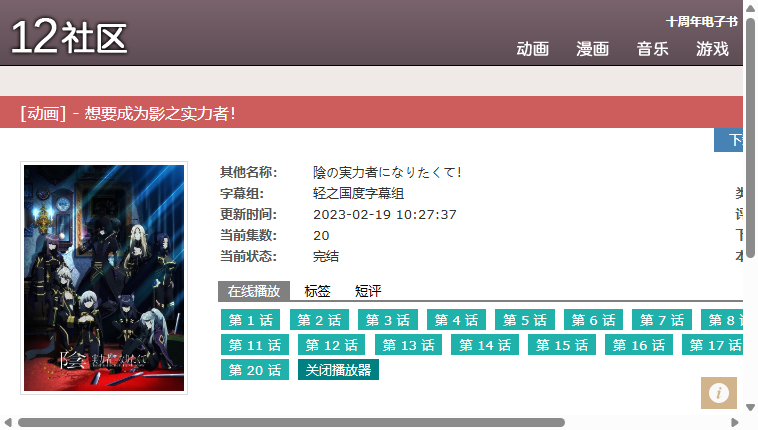 12社区
十周年电子书
动画 漫画 音乐 游戏
[动画] - 想要成为影之实力者!
其他名称: 陰の実力者になりたくて!
字幕组: 轻之国度字幕组
更新时间: 2023-02-19 10:27:37
当前集数: 20
当前状态: 完结
在线播放 标签 短评
第 1 话 第 2 话 第 3 话 第 4 话 第 5 话 第 6 话 第 7 话 第 8
第 11 话 第 12 话 第 13 话 第 14 话 第 15 话 第 16 话 第 17 话
第 20 话 关闭播放器